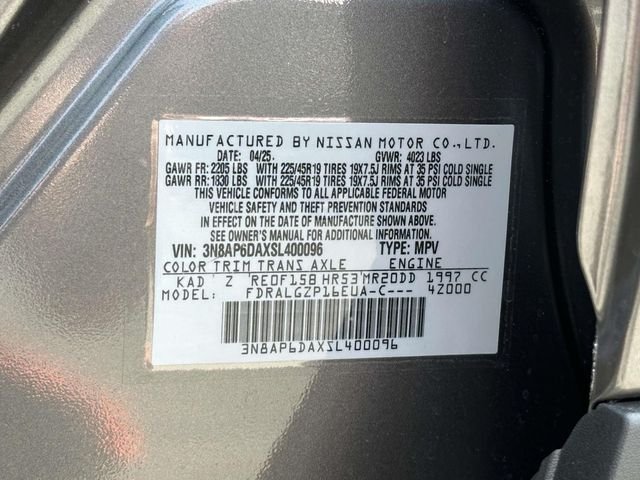 MANUFACTURED BY NISSAN MOTOR CO., LTD.
DATE: 04/25 GVWR: 4023 LBS
GAWR FR: 2205 LBS WITH 225/45R19 TIRES 19X7.5J RIMS AT 35 PSI COLD SINGLE
GAWR RR: 1830 LBS WITH 225/45R19 TIRES 19X7.5J RIMS AT 35 PSI COLD SINGLE
THIS VEHICLE CONFORMS TO ALL APPLICABLE FEDERAL MOTOR
VEHICLE SAFETY AND THEFT PREVENTION STANDARDS
IN EFFECT ON THE DATE OF MANUFACTURE SHOWN ABOVE.
SEE OWNER'S MANUAL FOR ADDITIONAL INFORMATION.
VIN: 3N8AP6DAXSL400096 TYPE: MPV
COLOR TRIM TRANS AXLE ENGINE
KAD Z RE0F15B HR53 MR20DD 1997 CC
MODEL: FDRALGZP16EUA-C--- 42000
3N8AP6DAXSL400096